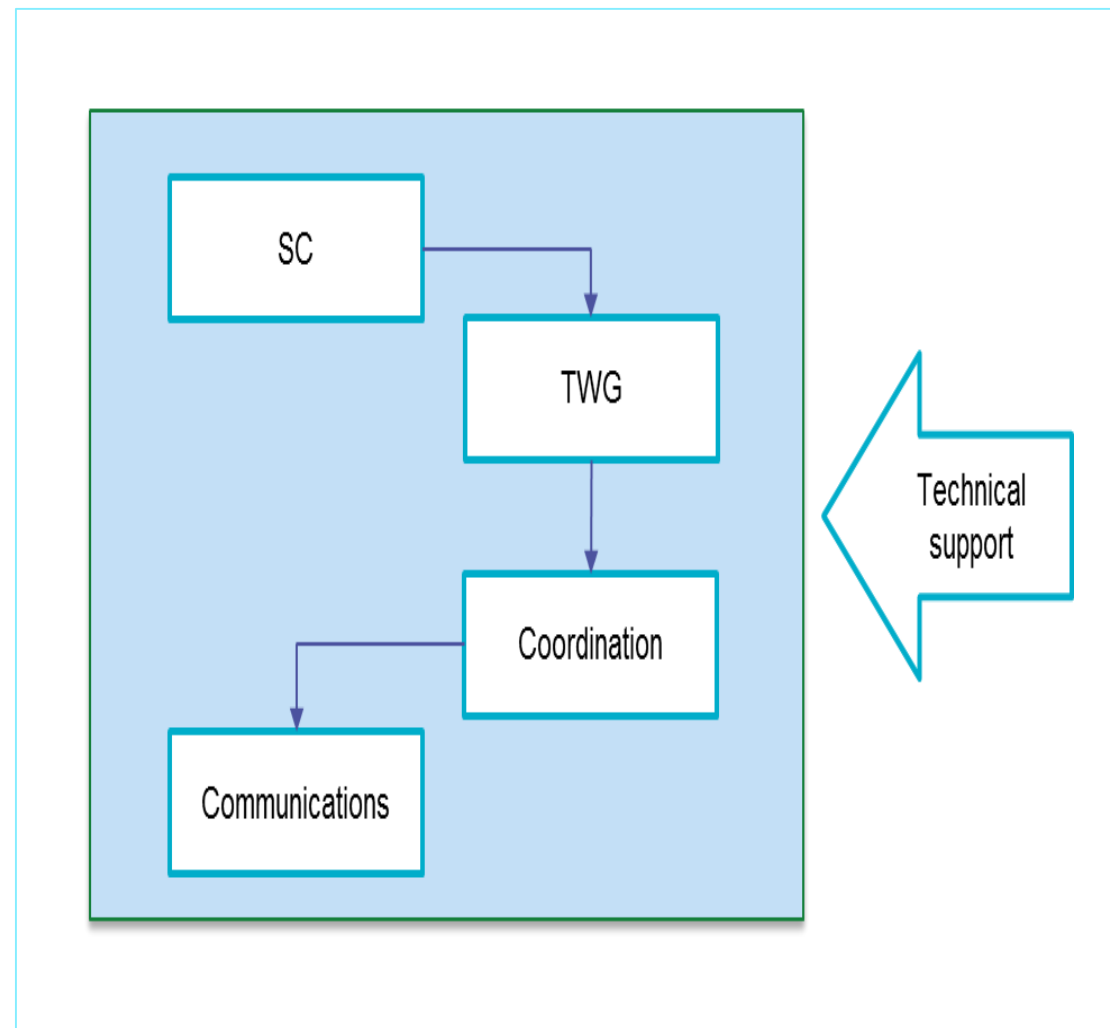 SC
TWG
Technical
support
Coordination
Communications